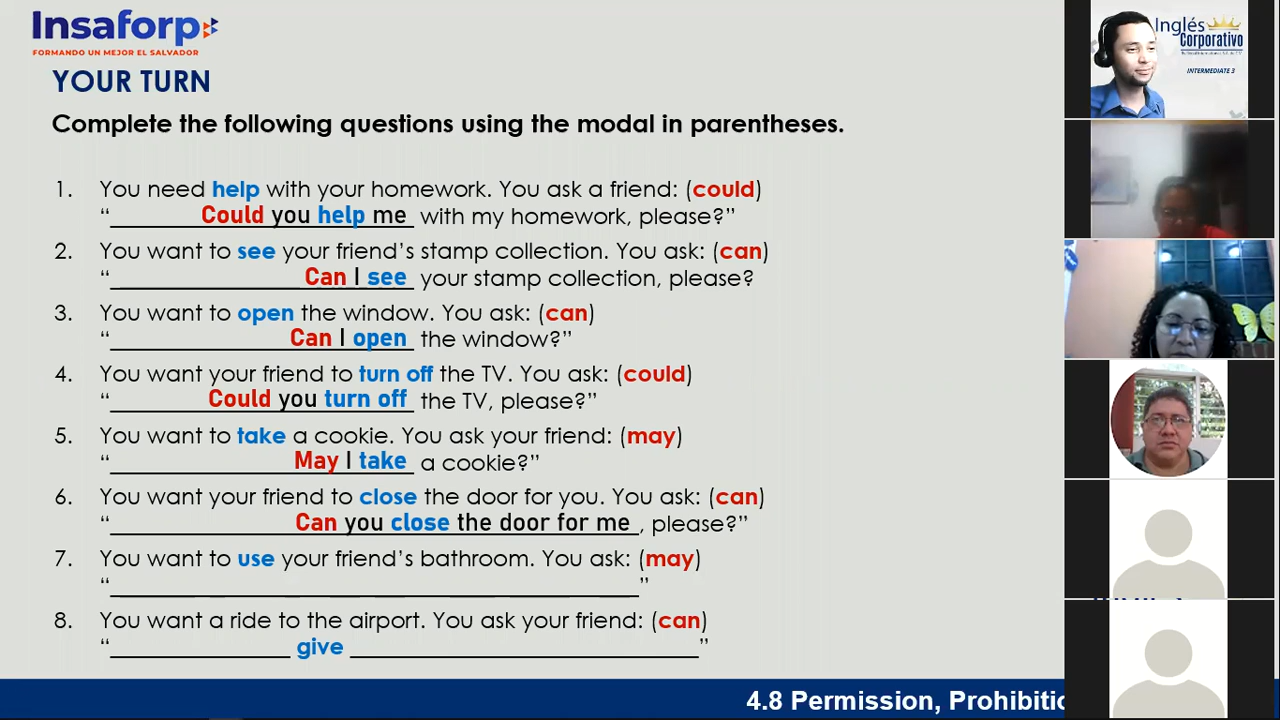 Insaforp
FORMANDO UN MEJOR EL SALVADOR
YOUR TURN
Complete the following questions using the modal in parentheses.
1. You need help with your homework. You ask a friend: (could)
“ Could you help me with my homework, please?”
2. You want to see your friend’s stamp collection. You ask: (can)
“ Can I see your stamp collection, please?
3. You want to open the window. You ask: (can)
“ Can I open the window?”
4. You want your friend to turn off the TV. You ask: (could)
“ Could you turn off the TV, please?”
5. You want to take a cookie. You ask your friend: (may)
“ May I take a cookie?”
6. You want your friend to close the door for you. You ask: (can)
“ Can you close the door for me , please?”
7. You want to use your friend’s bathroom. You ask: (may)
“ ”
8. You want a ride to the airport. You ask your friend: (can)
“ give ”
4.8 Permission, Prohibitio
Inglés
Corporativo
INTERMEDIATE 3